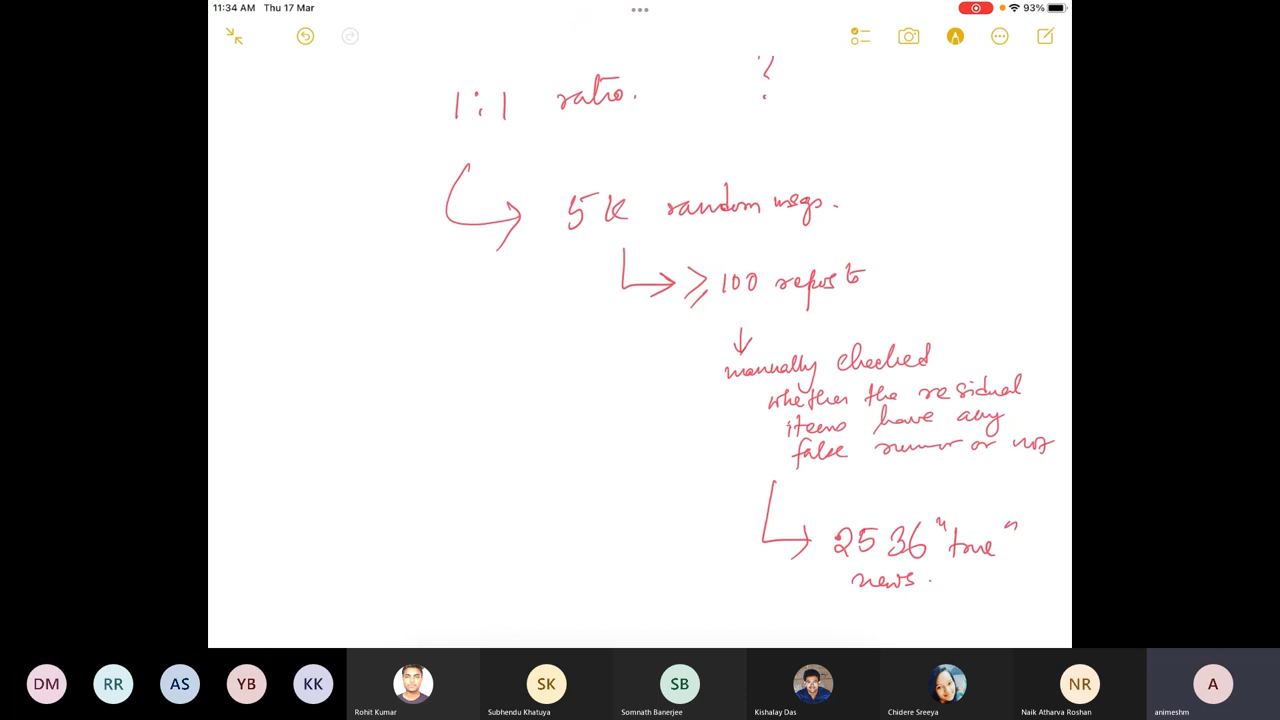 11:34 AM Thu 17 Mar
93%
1:1 ratio. ?
5K random msgs.
≥ 100 reposts
manually checked
whether the residual
items have any
false rumor or not
2536 "true"
news.
DM RR AS YB KK SK SB NR A
Rohit Kumar Subhendu Khatuya Somnath Banerjee Kishalay Das Chidere Sreeya Naik Atharva Roshan animeshm